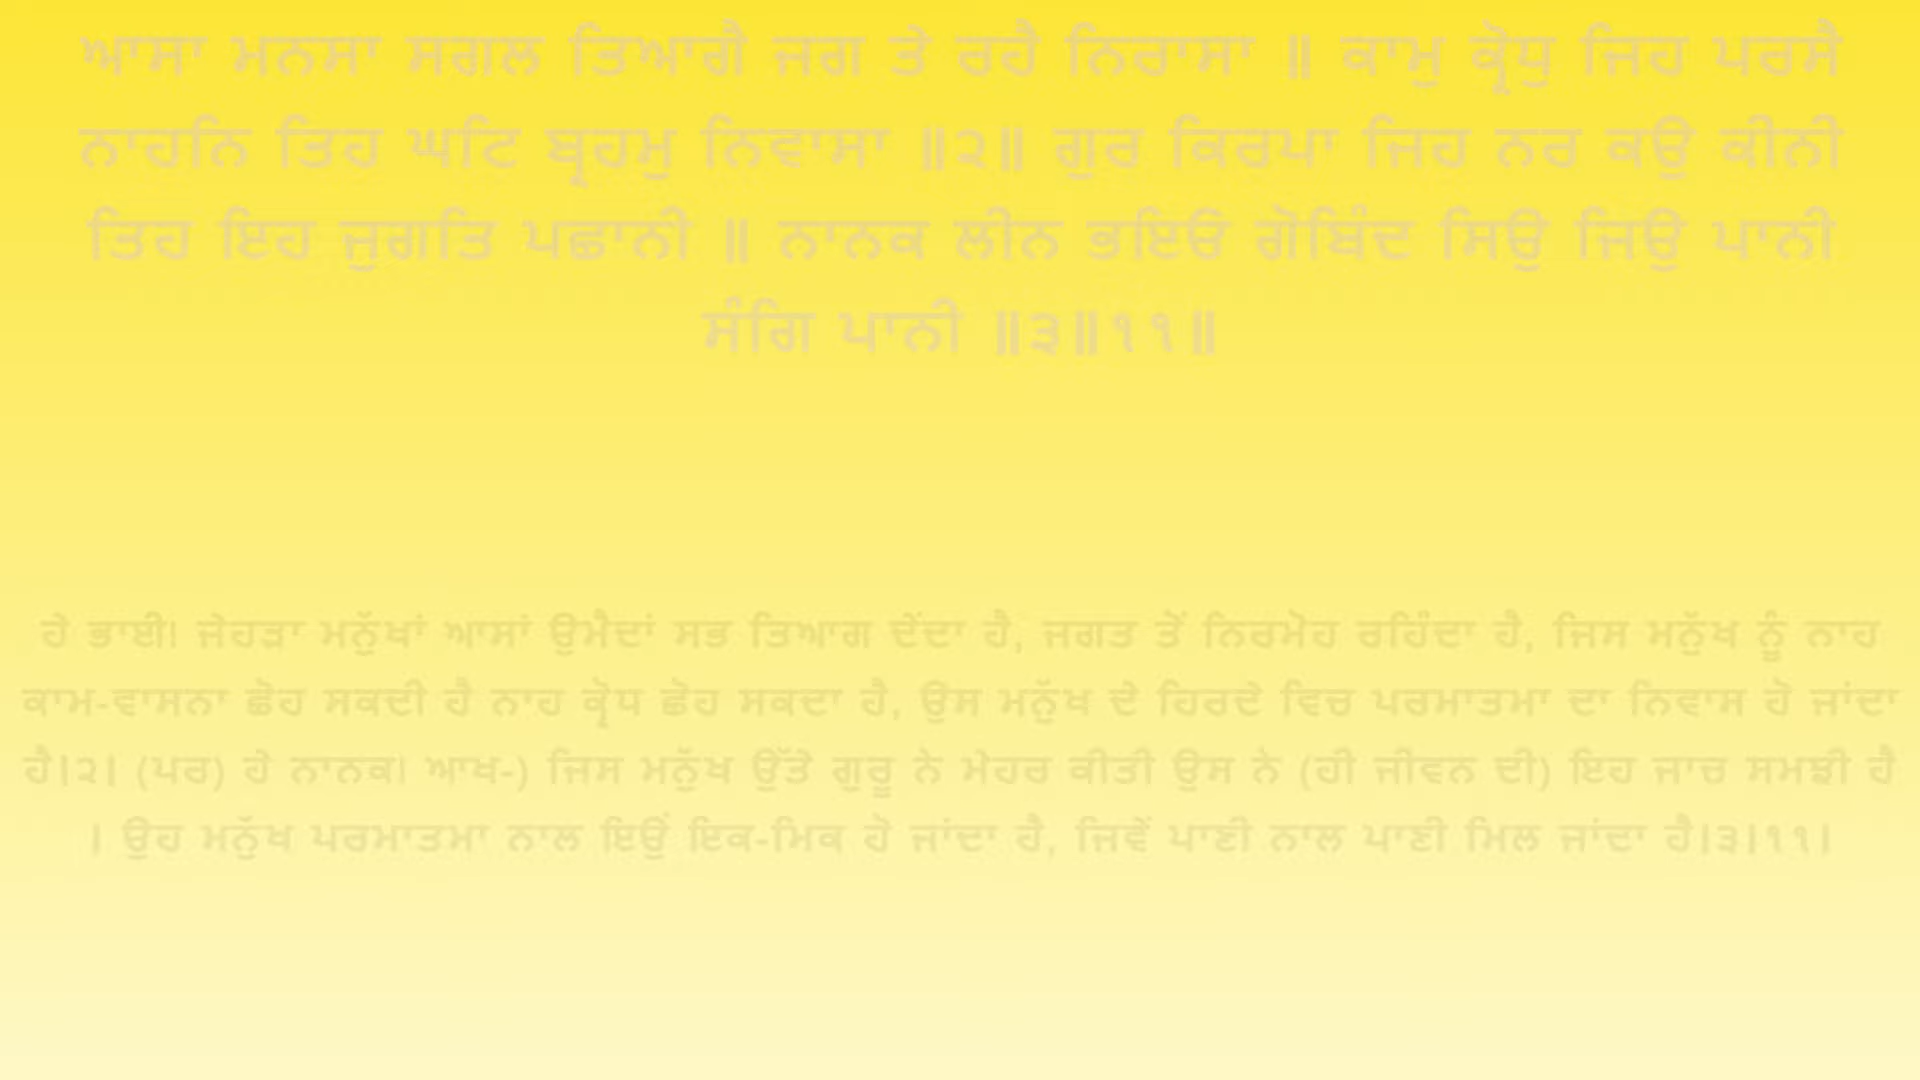 ਆਸਾ ਮਨਸਾ ਸਗਲ ਤਿਆਗੈ ਜਗ ਤੇ ਰਹੈ ਨਿਰਾਸਾ ॥ ਕਾਮੁ ਕ੍ਰੋਧੁ ਜਿਹ ਪਰਸੈ
ਨਾਹਨਿ ਤਿਹ ਘਟਿ ਬ੍ਰਹਮੁ ਨਿਵਾਸਾ ॥੨॥ ਗੁਰ ਕਿਰਪਾ ਜਿਹ ਨਰ ਕਉ ਕੀਨੀ
ਤਿਹ ਇਹ ਜੁਗਤਿ ਪਛਾਨੀ ॥ ਨਾਨਕ ਲੀਨ ਭਇਓ ਗੋਬਿੰਦ ਸਿਉ ਜਿਉ ਪਾਨੀ
ਸੰਗਿ ਪਾਨੀ ॥੩॥੧੧॥
ਹੇ ਭਾਈ! ਜੇਹੜਾ ਮਨੁੱਖਾਂ ਆਸਾਂ ਉਮੈਦਾਂ ਸਭ ਤਿਆਗ ਦੇਂਦਾ ਹੈ, ਜਗਤ ਤੋਂ ਨਿਰਮੋਹ ਰਹਿੰਦਾ ਹੈ, ਜਿਸ ਮਨੁੱਖ ਨੂੰ ਨਾਹ
ਕਾਮ-ਵਾਸਨਾ ਛੋਹ ਸਕਦੀ ਹੈ ਨਾਹ ਕ੍ਰੋਧ ਛੋਹ ਸਕਦਾ ਹੈ, ਉਸ ਮਨੁੱਖ ਦੇ ਹਿਰਦੇ ਵਿਚ ਪਰਮਾਤਮਾ ਦਾ ਨਿਵਾਸ ਹੋ ਜਾਂਦਾ
ਹੈ।੨। (ਪਰ) ਹੇ ਨਾਨਕ! ਆਖ-) ਜਿਸ ਮਨੁੱਖ ਉੱਤੇ ਗੁਰੂ ਨੇ ਮੇਹਰ ਕੀਤੀ ਉਸ ਨੇ (ਹੀ ਜੀਵਨ ਦੀ) ਇਹ ਜਾਚ ਸਮਝੀ ਹੈ
। ਉਹ ਮਨੁੱਖ ਪਰਮਾਤਮਾ ਨਾਲ ਇਉਂ ਇਕ-ਮਿਕ ਹੋ ਜਾਂਦਾ ਹੈ, ਜਿਵੇਂ ਪਾਣੀ ਨਾਲ ਪਾਣੀ ਮਿਲ ਜਾਂਦਾ ਹੈ।੩।੧੧।